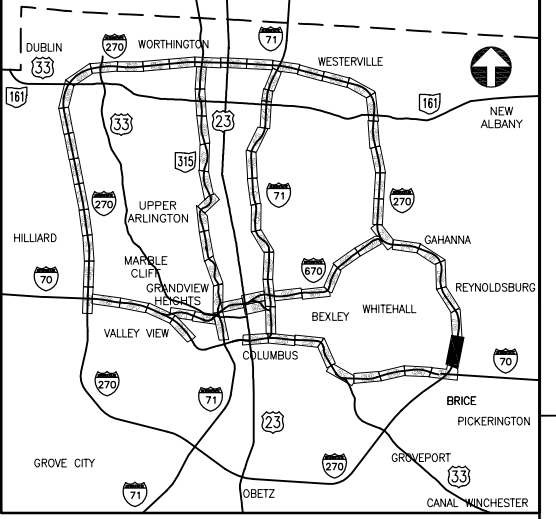 DUBLIN
270
WORTHINGTON
71
WESTERVILLE
33
161
33
23
161
NEW
ALBANY
315
270
71
270
UPPER
ARLINGTON
HILLIARD
GAHANNA
MARBLE
CLIFF
670
70
GRANDVIEW
HEIGHTS
REYNOLDSBURG
BEXLEY
WHITEHALL
VALLEY VIEW
COLUMBUS
70
270
71
BRICE
23
PICKERINGTON
GROVE CITY
270
GROVEPORT
33
71
OBETZ
CANAL WINCHESTER